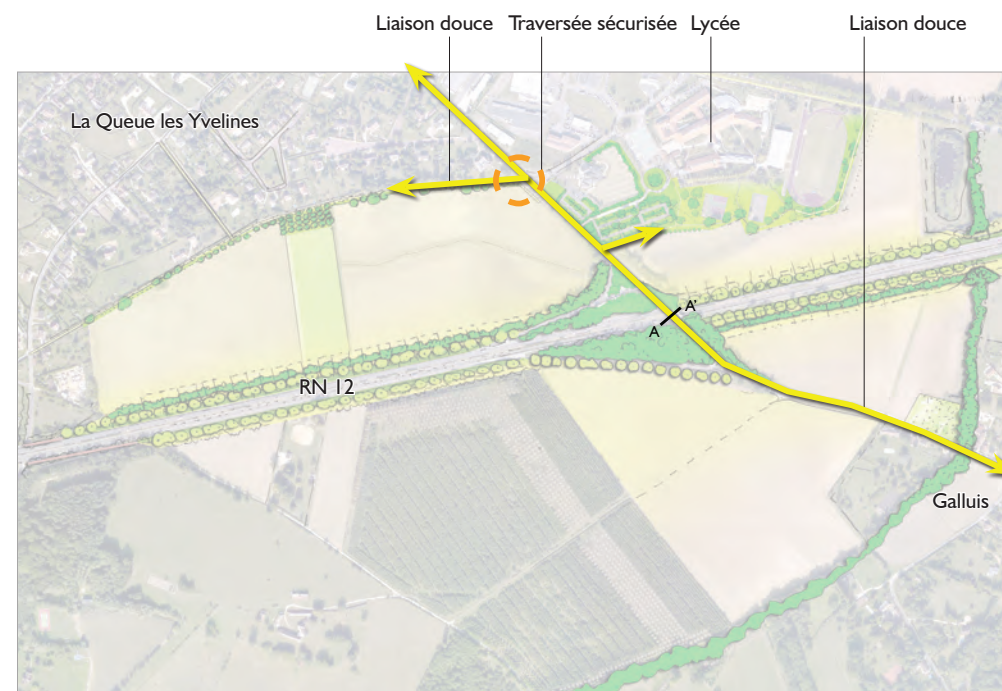 Liaison douce
Traversée sécurisée
Lycée
Liaison douce
La Queue les Yvelines
A'
A
RN 12
Galluis